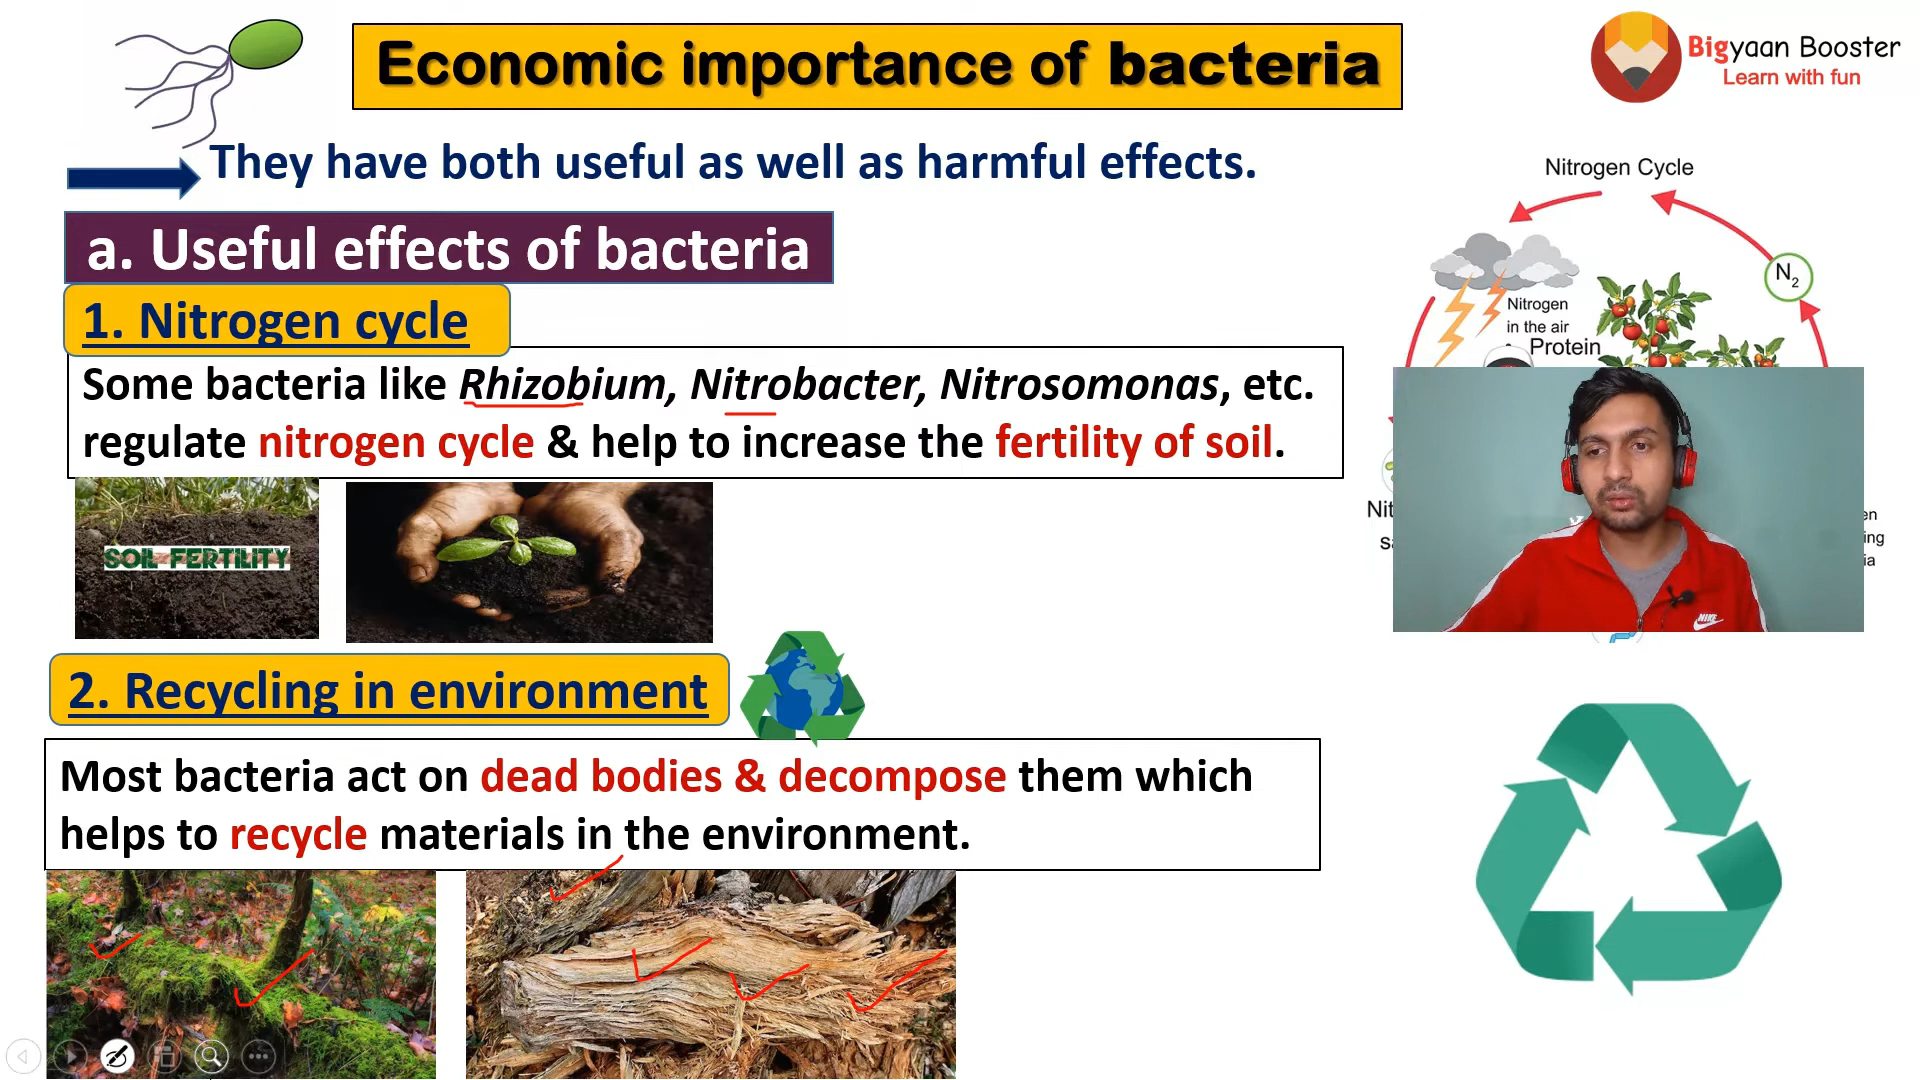 Economic importance of bacteria
Bigyaan Booster
Learn with fun
They have both useful as well as harmful effects.
Nitrogen Cycle
a. Useful effects of bacteria
N2
1. Nitrogen cycle
Nitrogen
in the air
Protein
Some bacteria like Rhizobium, Nitrobacter, Nitrosomonas, etc.
regulate nitrogen cycle & help to increase the fertility of soil.
SOIL FERTILITY
NIKE
2. Recycling in environment
Most bacteria act on dead bodies & decompose them which
helps to recycle materials in the environment.